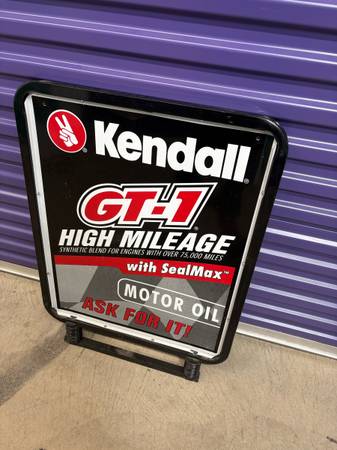 Kendall®
GT-1®
HIGH MILEAGE
SYNTHETIC BLEND FOR ENGINES WITH OVER 75,000 MILES
with SealMax™
MOTOR OIL
ASK FOR IT!